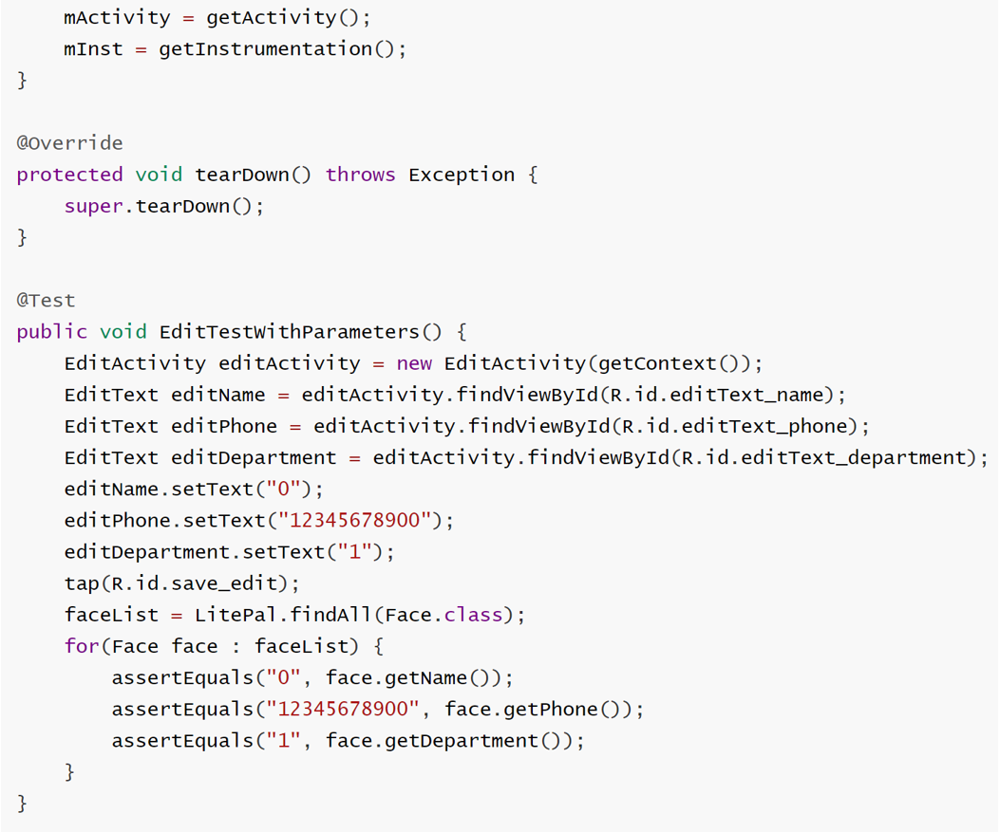 mActivity = getActivity();
    mInst = getInstrumentation();
}

@Override
protected void tearDown() throws Exception {
    super.tearDown();
}

@Test
public void EditTestWithParameters() {
    EditActivity editActivity = new EditActivity(getContext());
    EditText editName = editActivity.findViewById(R.id.editText_name);
    EditText editPhone = editActivity.findViewById(R.id.editText_phone);
    EditText editDepartment = editActivity.findViewById(R.id.editText_department);
    editName.setText("0");
    editPhone.setText("12345678900");
    editDepartment.setText("1");
    tap(R.id.save_edit);
    faceList = LitePal.findAll(Face.class);
    for(Face face : faceList) {
        assertEquals("0", face.getName());
        assertEquals("12345678900", face.getPhone());
        assertEquals("1", face.getDepartment());
    }
}